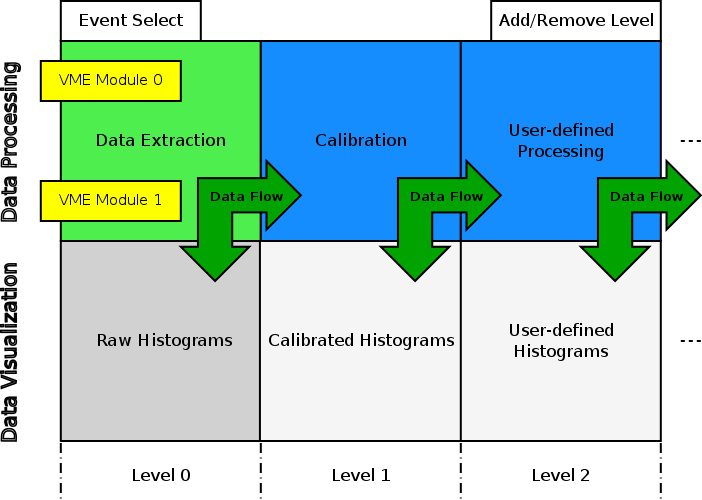 Event Select
Add/Remove Level
Data Processing
VME Module 0
Data Extraction
Calibration
User-defined
Processing
---
VME Module 1
Data Flow
Data Flow
Data Flow
Data Visualization
Raw Histograms
Calibrated Histograms
User-defined
Histograms
---
Level 0
Level 1
Level 2